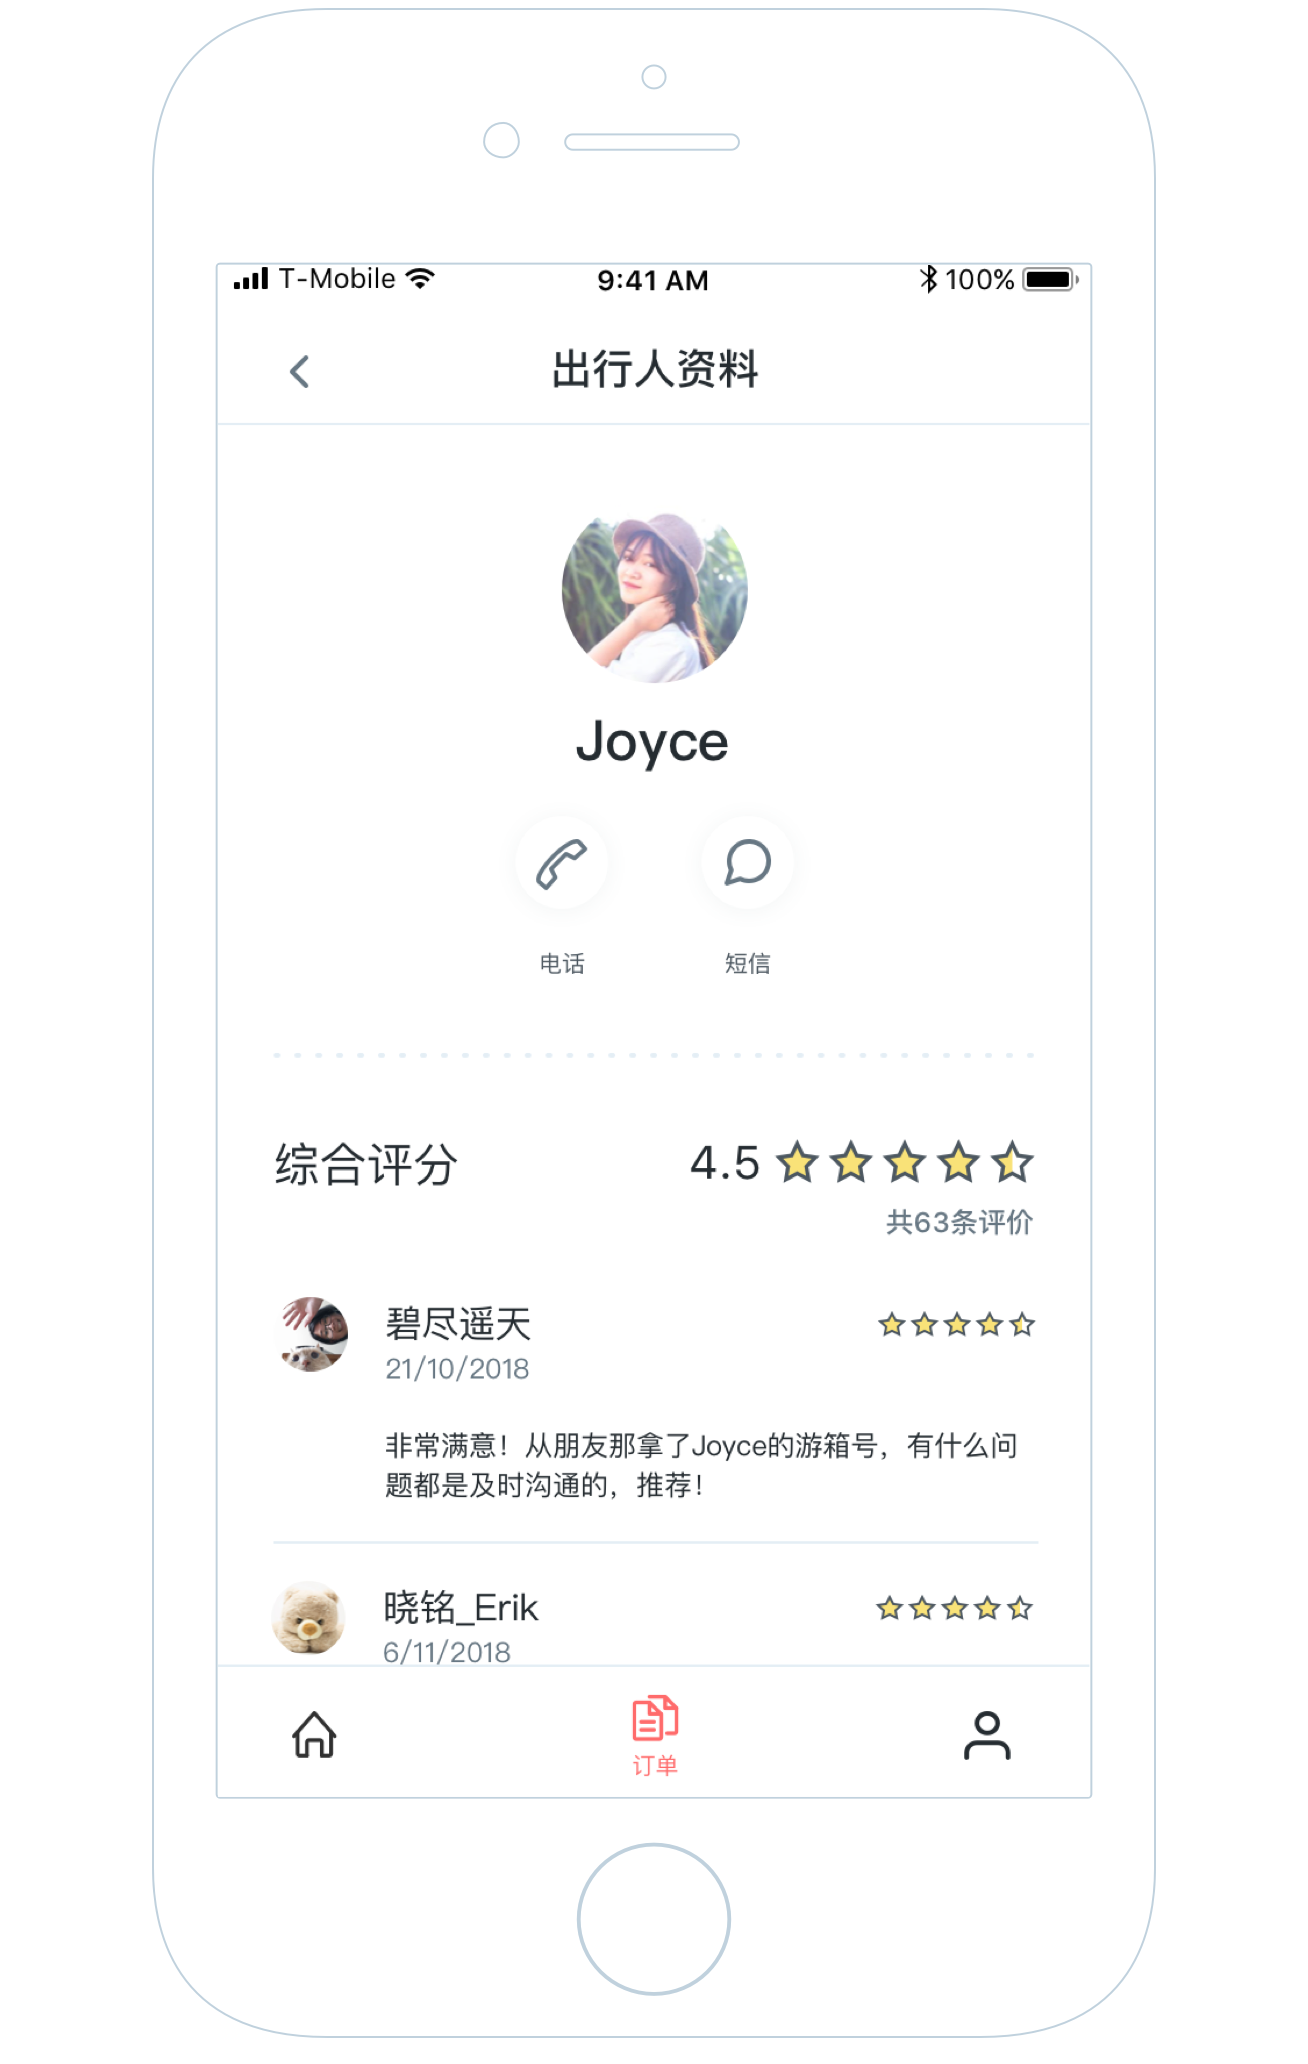 T-Mobile 9:41 AM 100%
出行人资料
Joyce
电话 短信
综合评分 4.5
共63条评价
碧尽遥天
21/10/2018
非常满意！从朋友那拿了Joyce的游箱号，有什么问
题都是及时沟通的，推荐！
晓铭_Erik
6/11/2018
订单